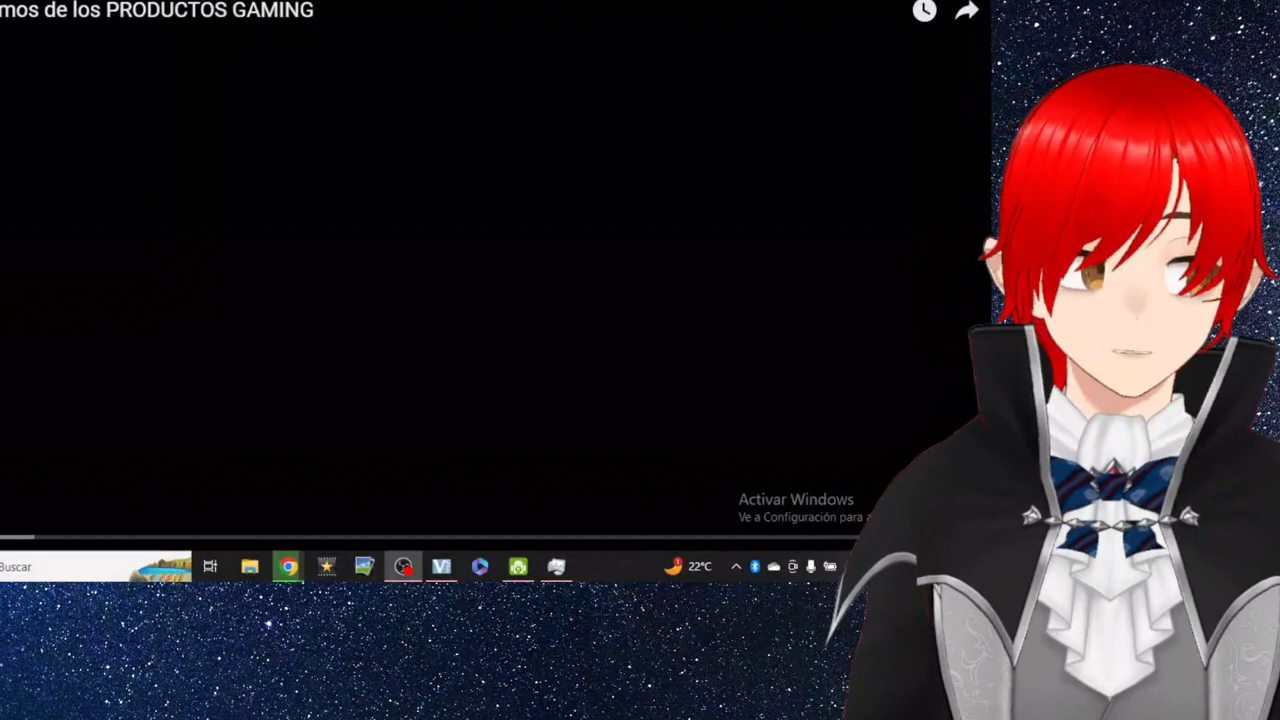 mos de los PRODUCTOS GAMING
Activar Windows
Ve a Configuración para
Buscar
22°C